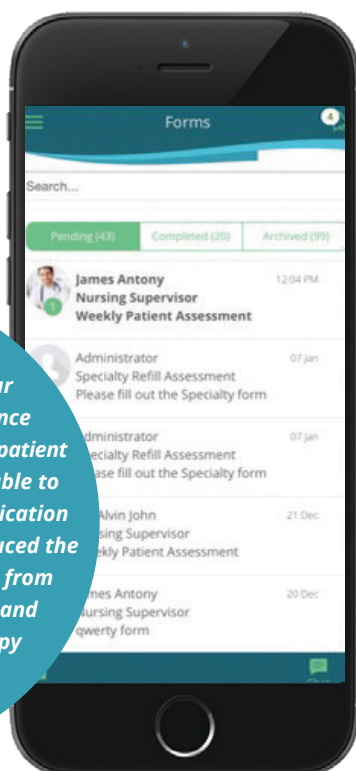 Forms
4
Search...
Pending (43)
Completed (20)
Archived (99)
James Antony
12:04 PM
Nursing Supervisor
Weekly Patient Assessment
1
Administrator
07 Jan
Specialty Refill Assessment
Please fill out the Specialty form
dministrator
07 Jan
ecialty Refill Assessment
ase fill out the Specialty form
Alvin John
21 Dec
sing Supervisor
ekly Patient Assessment
mes Antony
20 Dec
ursing Supervisor
qwerty form
nce
patient
ble to
ication
uced the
from
and
py